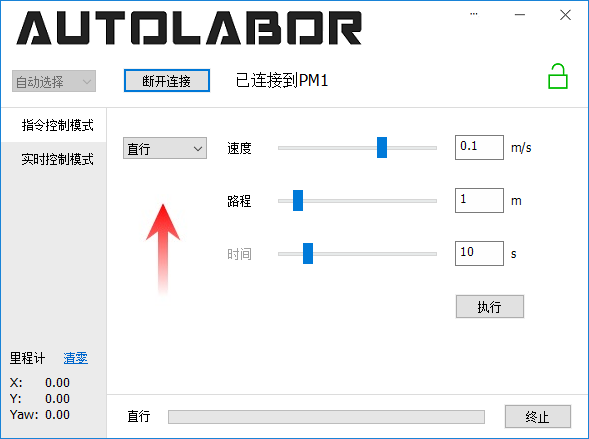 AUTOLABOR
自动选择 断开连接 已连接到PM1
指令控制模式
实时控制模式
直行 速度 0.1 m/s
路程 1 m
时间 10 s
执行
里程计 清零
X: 0.00
Y: 0.00
Yaw: 0.00
直行 终止